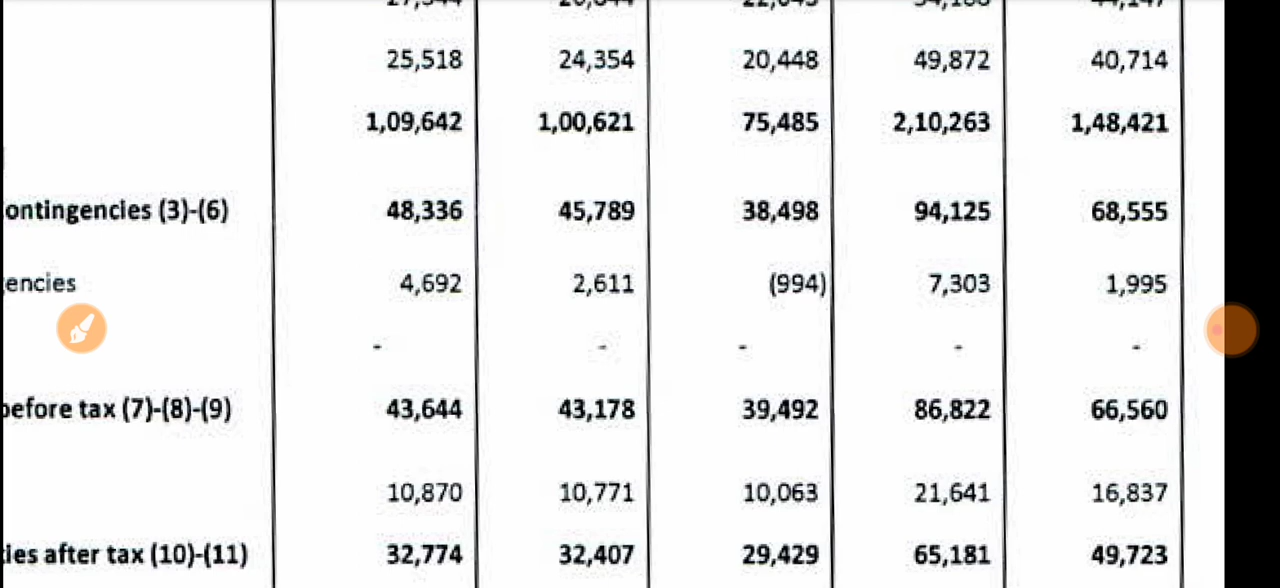 25,518 24,354 20,448 49,872 40,714
1,09,642 1,00,621 75,485 2,10,263 1,48,421
ontingencies (3)-(6) 48,336 45,789 38,498 94,125 68,555
encies 4,692 2,611 (994) 7,303 1,995
- - - - -
before tax (7)-(8)-(9) 43,644 43,178 39,492 86,822 66,560
10,870 10,771 10,063 21,641 16,837
ies after tax (10)-(11) 32,774 32,407 29,429 65,181 49,723